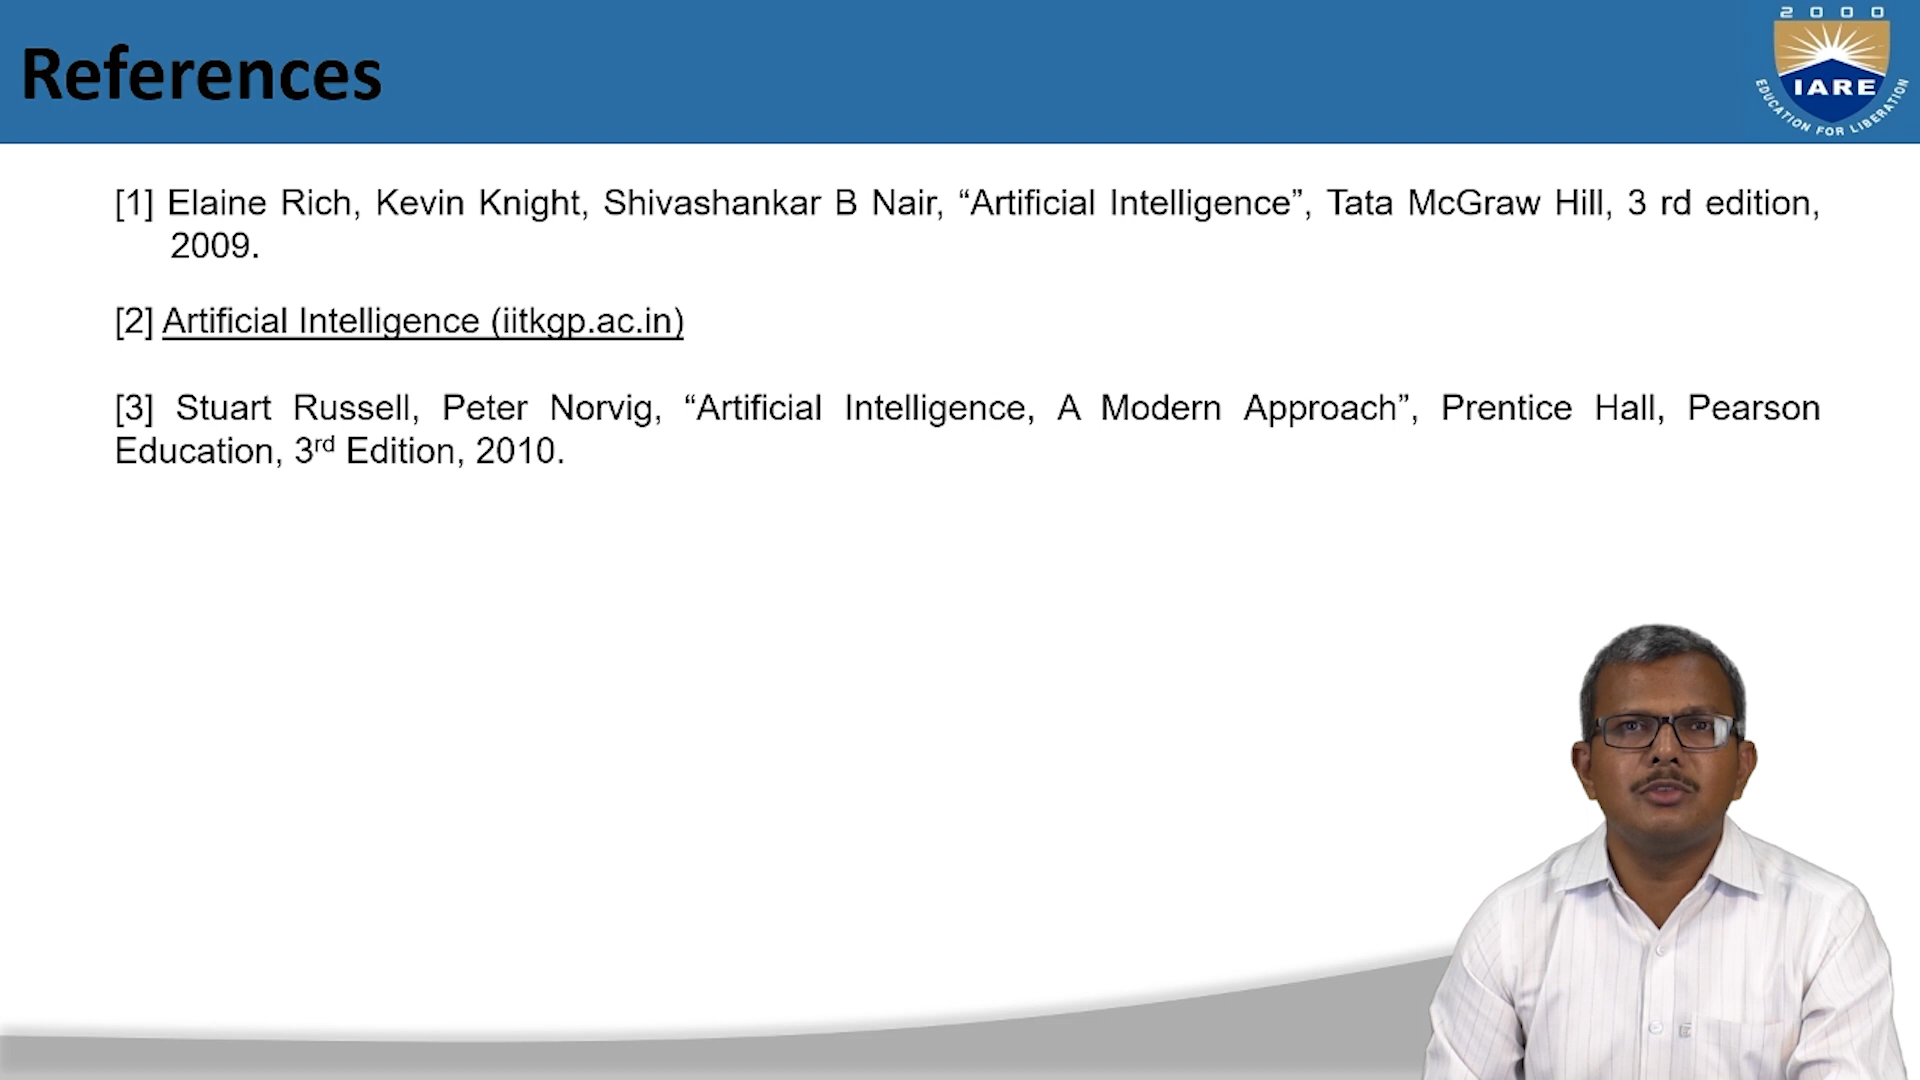 References
2000
IARE
EDUCATION FOR LIBERATION
[1] Elaine Rich, Kevin Knight, Shivashankar B Nair, “Artificial Intelligence”, Tata McGraw Hill, 3 rd edition,
2009.
[2] Artificial Intelligence (iitkgp.ac.in)
[3] Stuart Russell, Peter Norvig, “Artificial Intelligence, A Modern Approach”, Prentice Hall, Pearson
Education, 3rd Edition, 2010.